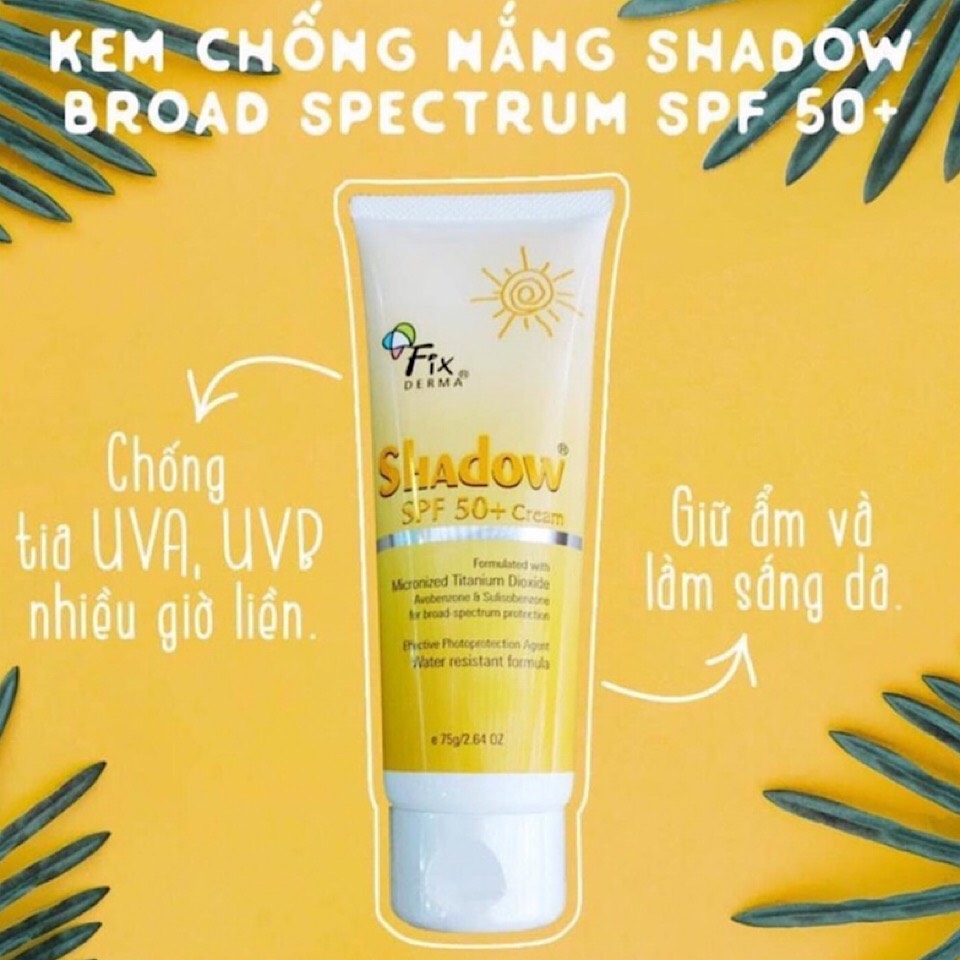 KEM CHỐNG NẮNG SHADOW
BROAD SPECTRUM SPF 50+
Fix
DERMA®
Shadow®
SPF 50+ Cream
Formulated with
Micronized Titanium Dioxide
Avobenzone & Sulisobenzone
for broad-spectrum protection
Effective Photoprotection Agent
Water resistant formula
e 75g/2.64 OZ
Chống
tia UVA, UVB
nhiều giờ liền.
Giữ ẩm và
làm sáng da.